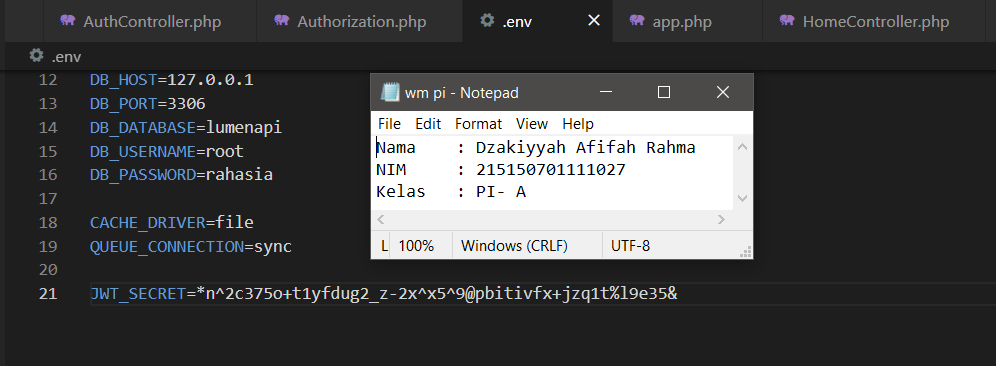 AuthController.php Authorization.php .env app.php HomeController.php
.env
12 DB_HOST=127.0.0.1
13 DB_PORT=3306
14 DB_DATABASE=lumenapi
15 DB_USERNAME=root
16 DB_PASSWORD=rahasia
17
18 CACHE_DRIVER=file
19 QUEUE_CONNECTION=sync
20
21 JWT_SECRET=*n^2c375o+t1yfdug2_z-2x^x5^9@pbitivfx+jzq1t%l9e35&
wm pi - Notepad
File Edit Format View Help
Nama : Dzakiyyah Afifah Rahma
NIM : 215150701111027
Kelas : PI- A
L 100% Windows (CRLF) UTF-8